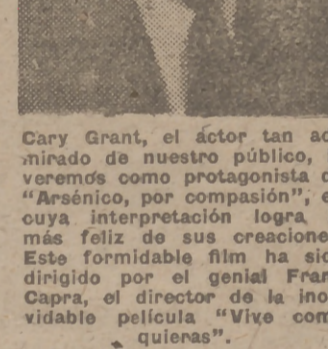 Cary Grant, el actor tan ad
mirado de nuestro público,
veremos como protagonista d
"Arsénico, por compasión", e
cuya interpretación logra
más feliz de sus creacione
Este formidable film ha sid
dirigido por el genial Fran
Capra, el director de la ino
vidable película "Vive com
quieras".